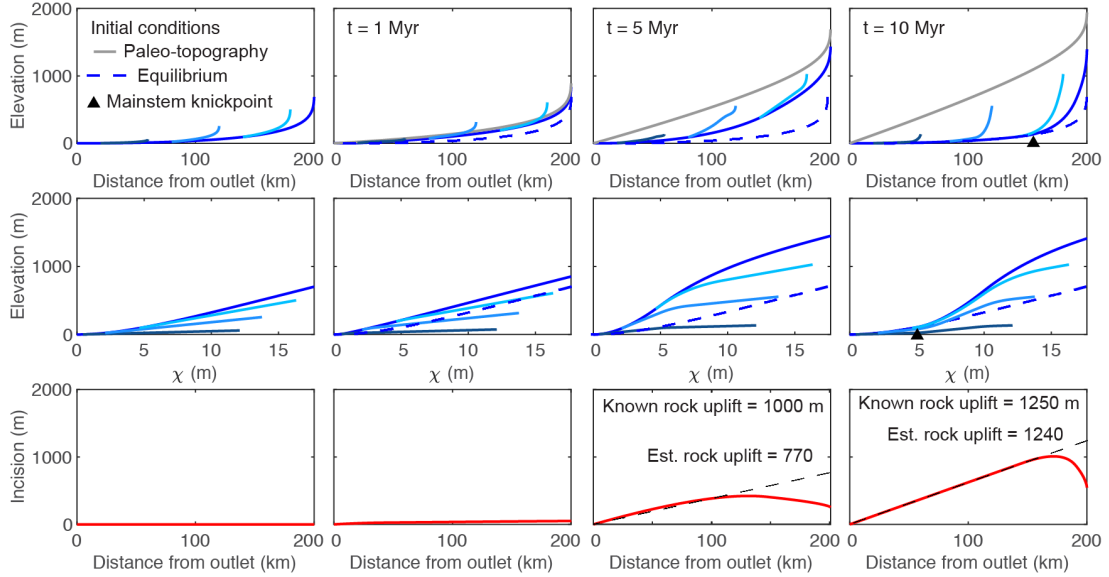 2000
1000
0
Elevation (m)
Initial conditions
Paleo-topography
Equilibrium
Mainstem knickpoint
0 100 200
Distance from outlet (km)
t = 1 Myr
0 100 200
Distance from outlet (km)
t = 5 Myr
0 100 200
Distance from outlet (km)
t = 10 Myr
0 100 200
Distance from outlet (km)
2000
1000
0
Elevation (m)
0 5 10 15
χ (m)
0 5 10 15
χ (m)
0 5 10 15
χ (m)
0 5 10 15
χ (m)
2000
1000
0
Incision (m)
0 100 200
Distance from outlet (km)
0 100 200
Distance from outlet (km)
Known rock uplift = 1000 m
Est. rock uplift = 770
0 100 200
Distance from outlet (km)
Known rock uplift = 1250 m
Est. rock uplift = 1240
0 100 200
Distance from outlet (km)